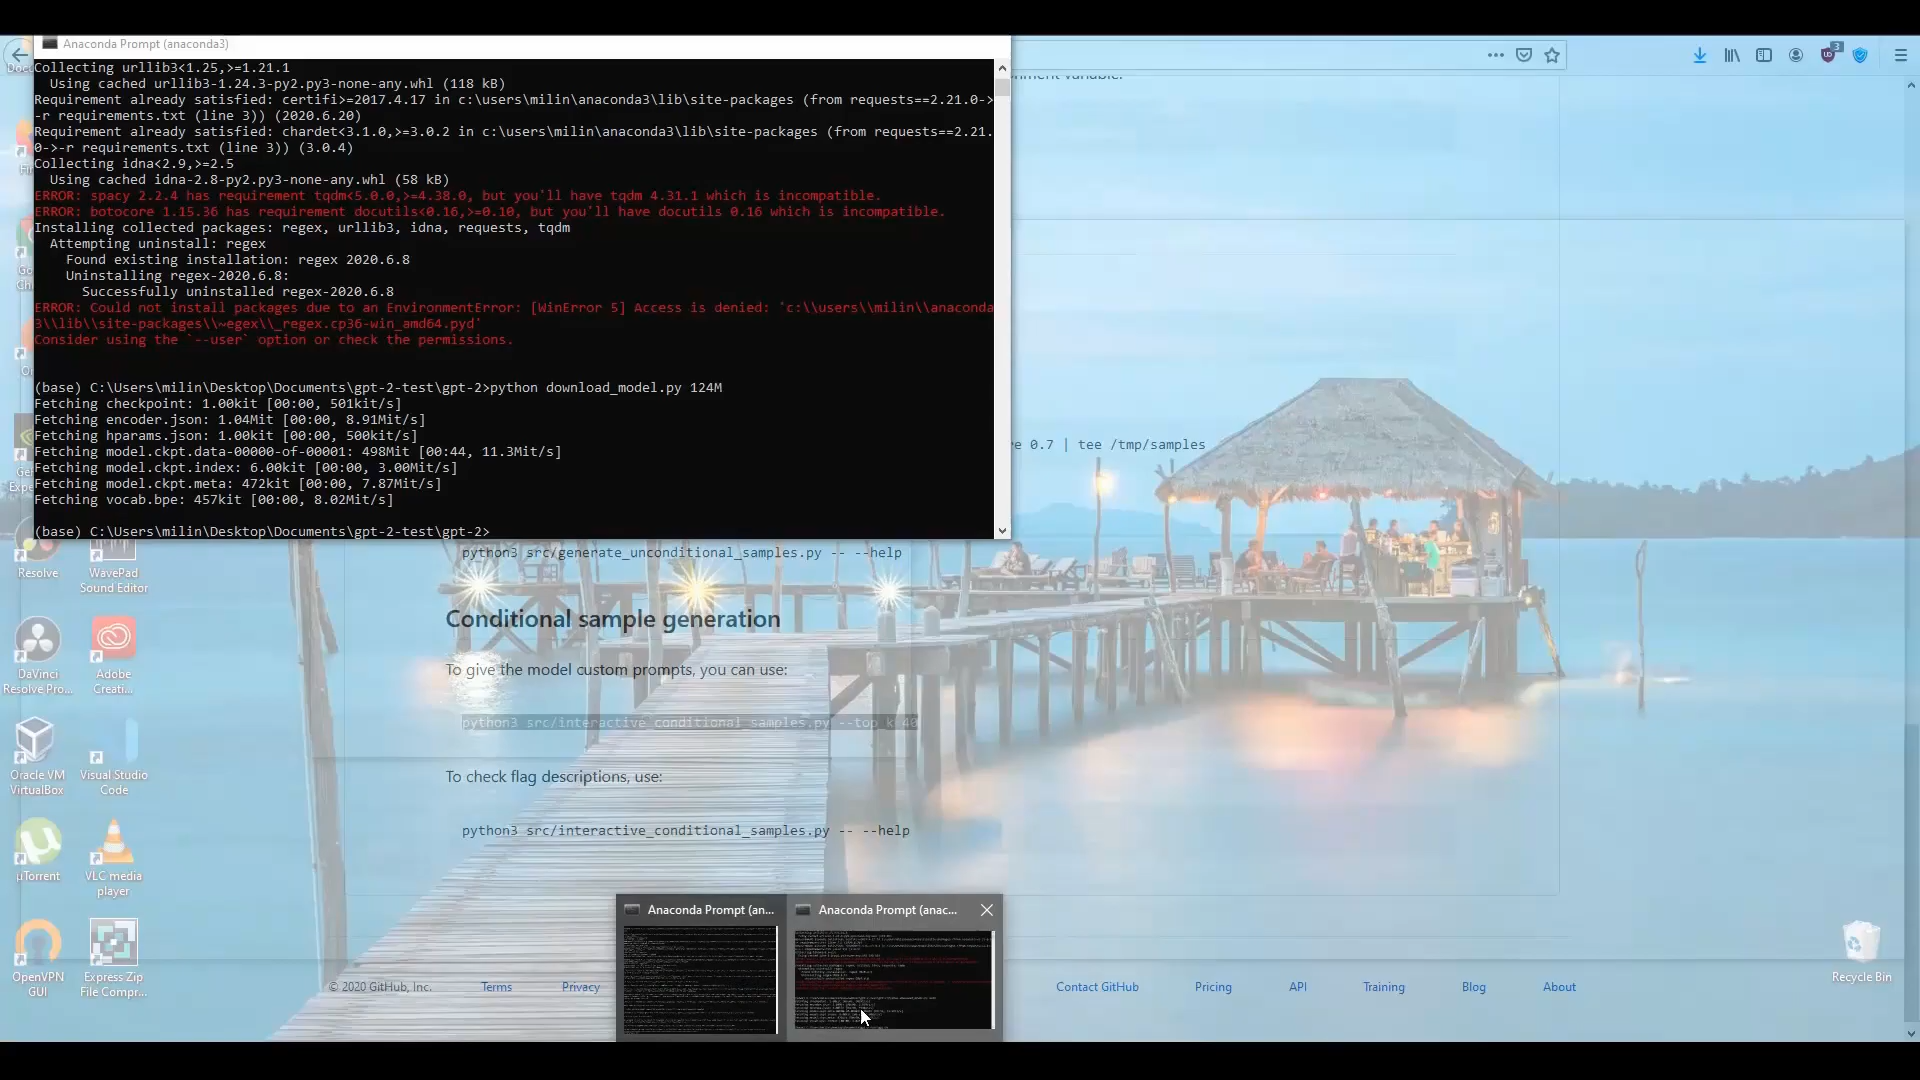 Anaconda Prompt (anaconda3)
Collecting urllib3<1.25,>=1.21.1
Using cached urllib3-1.24.3-py2.py3-none-any.whl (118 kB)
Requirement already satisfied: certifi>=2017.4.17 in c:\users\milin\anaconda3\lib\site-packages (from requests==2.21.0->
-r requirements.txt (line 3)) (2020.6.20)
Requirement already satisfied: chardet<3.1.0,>=3.0.2 in c:\users\milin\anaconda3\lib\site-packages (from requests==2.21.
0->-r requirements.txt (line 3)) (3.0.4)
Collecting idna<2.9,>=2.5
Using cached idna-2.8-py2.py3-none-any.whl (58 kB)
ERROR: spacy 2.2.4 has requirement tqdm<5.0.0,>=4.38.0, but you'll have tqdm 4.31.1 which is incompatible.
ERROR: botocore 1.15.36 has requirement docutils<0.16,>=0.10, but you'll have docutils 0.16 which is incompatible.
Installing collected packages: regex, urllib3, idna, requests, tqdm
Attempting uninstall: regex
Found existing installation: regex 2020.6.8
Uninstalling regex-2020.6.8:
Successfully uninstalled regex-2020.6.8
ERROR: Could not install packages due to an EnvironmentError: [WinError 5] Access is denied: 'c:\\users\\milin\\anaconda
3\\lib\\site-packages\\~egex\\_regex.cp36-win_amd64.pyd'
Consider using the `--user` option or check the permissions.
(base) C:\Users\milin\Desktop\Documents\gpt-2-test\gpt-2>python download_model.py 124M
Fetching checkpoint: 1.00kit [00:00, 501kit/s]
Fetching encoder.json: 1.04Mit [00:00, 8.91Mit/s]
Fetching hparams.json: 1.00kit [00:00, 500kit/s]
Fetching model.ckpt.data-00000-of-00001: 498Mit [00:44, 11.3Mit/s]
Fetching model.ckpt.index: 6.00kit [00:00, 3.00Mit/s]
Fetching model.ckpt.meta: 472kit [00:00, 7.87Mit/s]
Fetching vocab.bpe: 457kit [00:00, 8.02Mit/s]
(base) C:\Users\milin\Desktop\Documents\gpt-2-test\gpt-2>
3
variable.
0.7 | tee /tmp/samples
python3 src/generate_unconditional_samples.py -- --help
Conditional sample generation
To give the model custom prompts, you can use:
python3 src/interactive_conditional_samples.py --top_k 40
To check flag descriptions, use:
python3 src/interactive_conditional_samples.py -- --help
Resolve
WavePad
Sound Editor
DaVinci
Resolve Pro...
Adobe
Creati...
Oracle VM
VirtualBox
Visual Studio
Code
µTorrent
VLC media
player
OpenVPN
GUI
Express Zip
File Compr...
Recycle Bin
Anaconda Prompt (an...
Anaconda Prompt (anac...
© 2020 GitHub, Inc.
Terms
Privacy
Contact GitHub
Pricing
API
Training
Blog
About